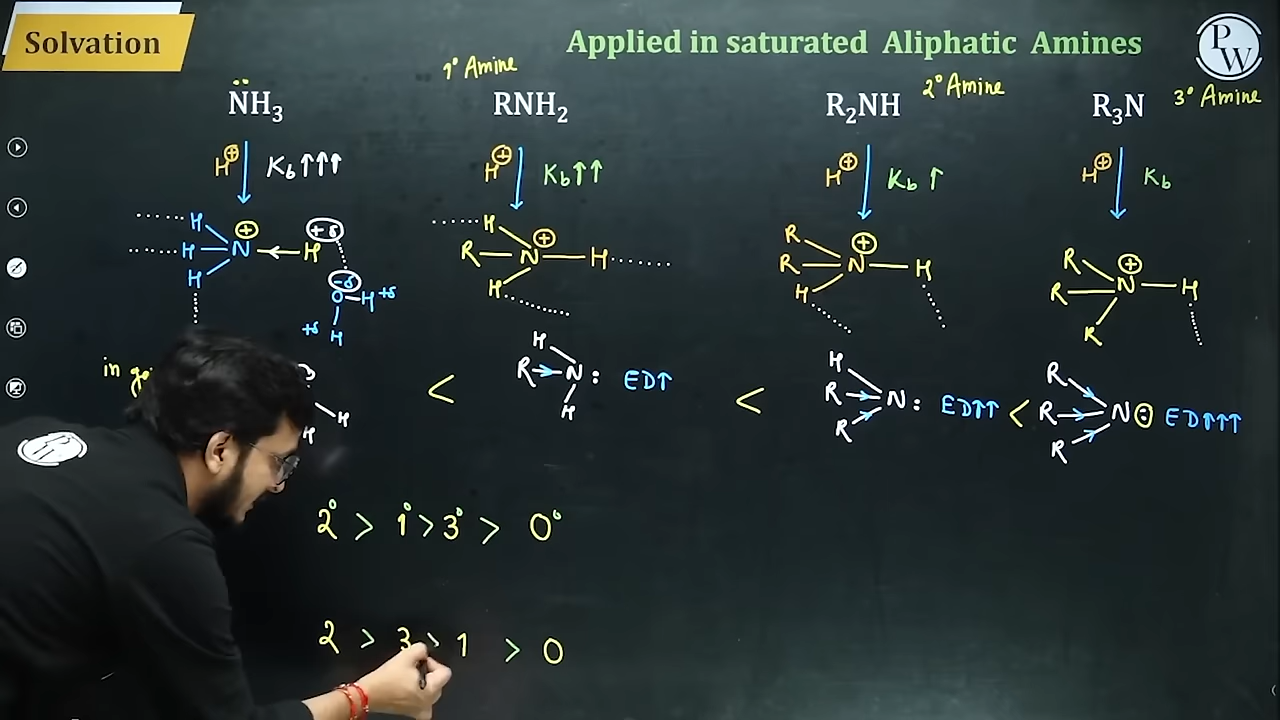 Solvation
Applied in saturated Aliphatic Amines
PW
1° Amine
2° Amine
3° Amine
N̈H₃
RNH₂
R₂NH
R₃N
H⊕ Kb↑↑↑
H⊕ Kb↑↑
H⊕ Kb↑
H⊕ Kb
H +δ
H N ⊕ H
H
-δ
O H +δ
+δ H
H
R N ⊕ H
H
R
R N ⊕ H
H
R
R N ⊕ H
R
H
R N : ED↑
H
<
H
R N : ED↑↑
R
<
R
R N : ED↑↑↑
R
<
in
H
H
2° > 1° > 3° > 0°
2 > 3 > 1 > 0